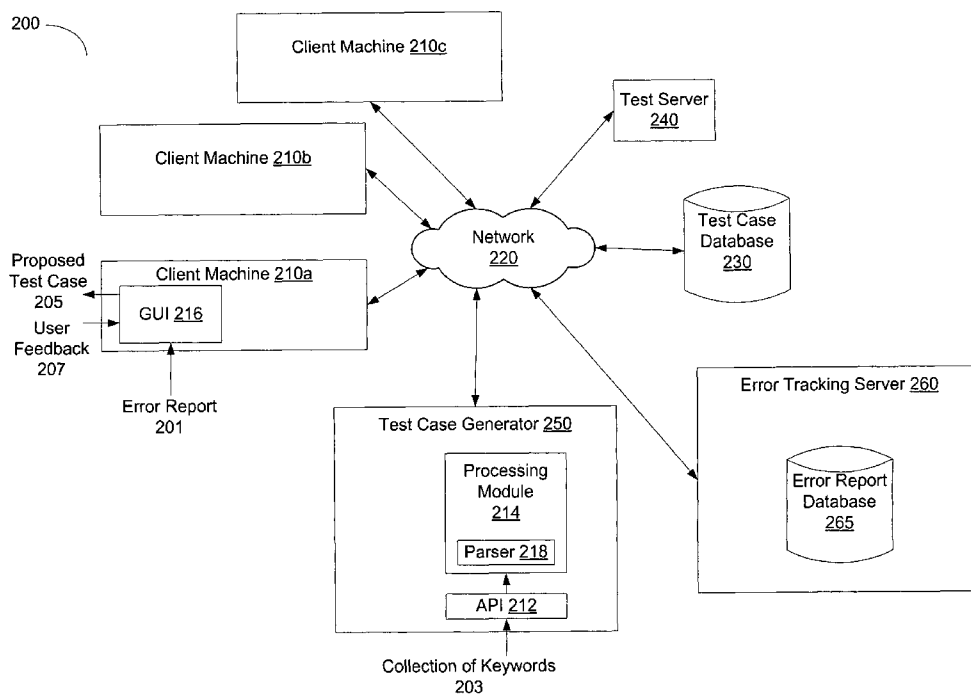 200
Client Machine 210c
Test Server
240
Client Machine 210b
Test Case
Database
230
Network
220
Proposed
Test Case
205
Client Machine 210a
GUI 216
User
Feedback
207
Error Report
201
Test Case Generator 250
Processing
Module
214
Parser 218
API 212
Error Tracking Server 260
Error Report
Database
265
Collection of Keywords
203